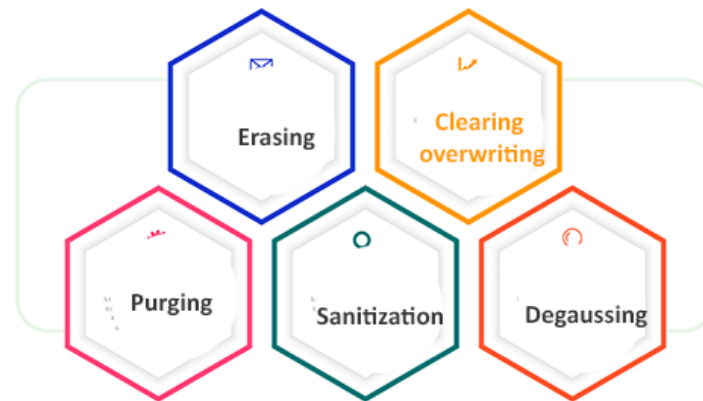 Erasing
Clearing
overwriting
Purging
Sanitization
Degaussing